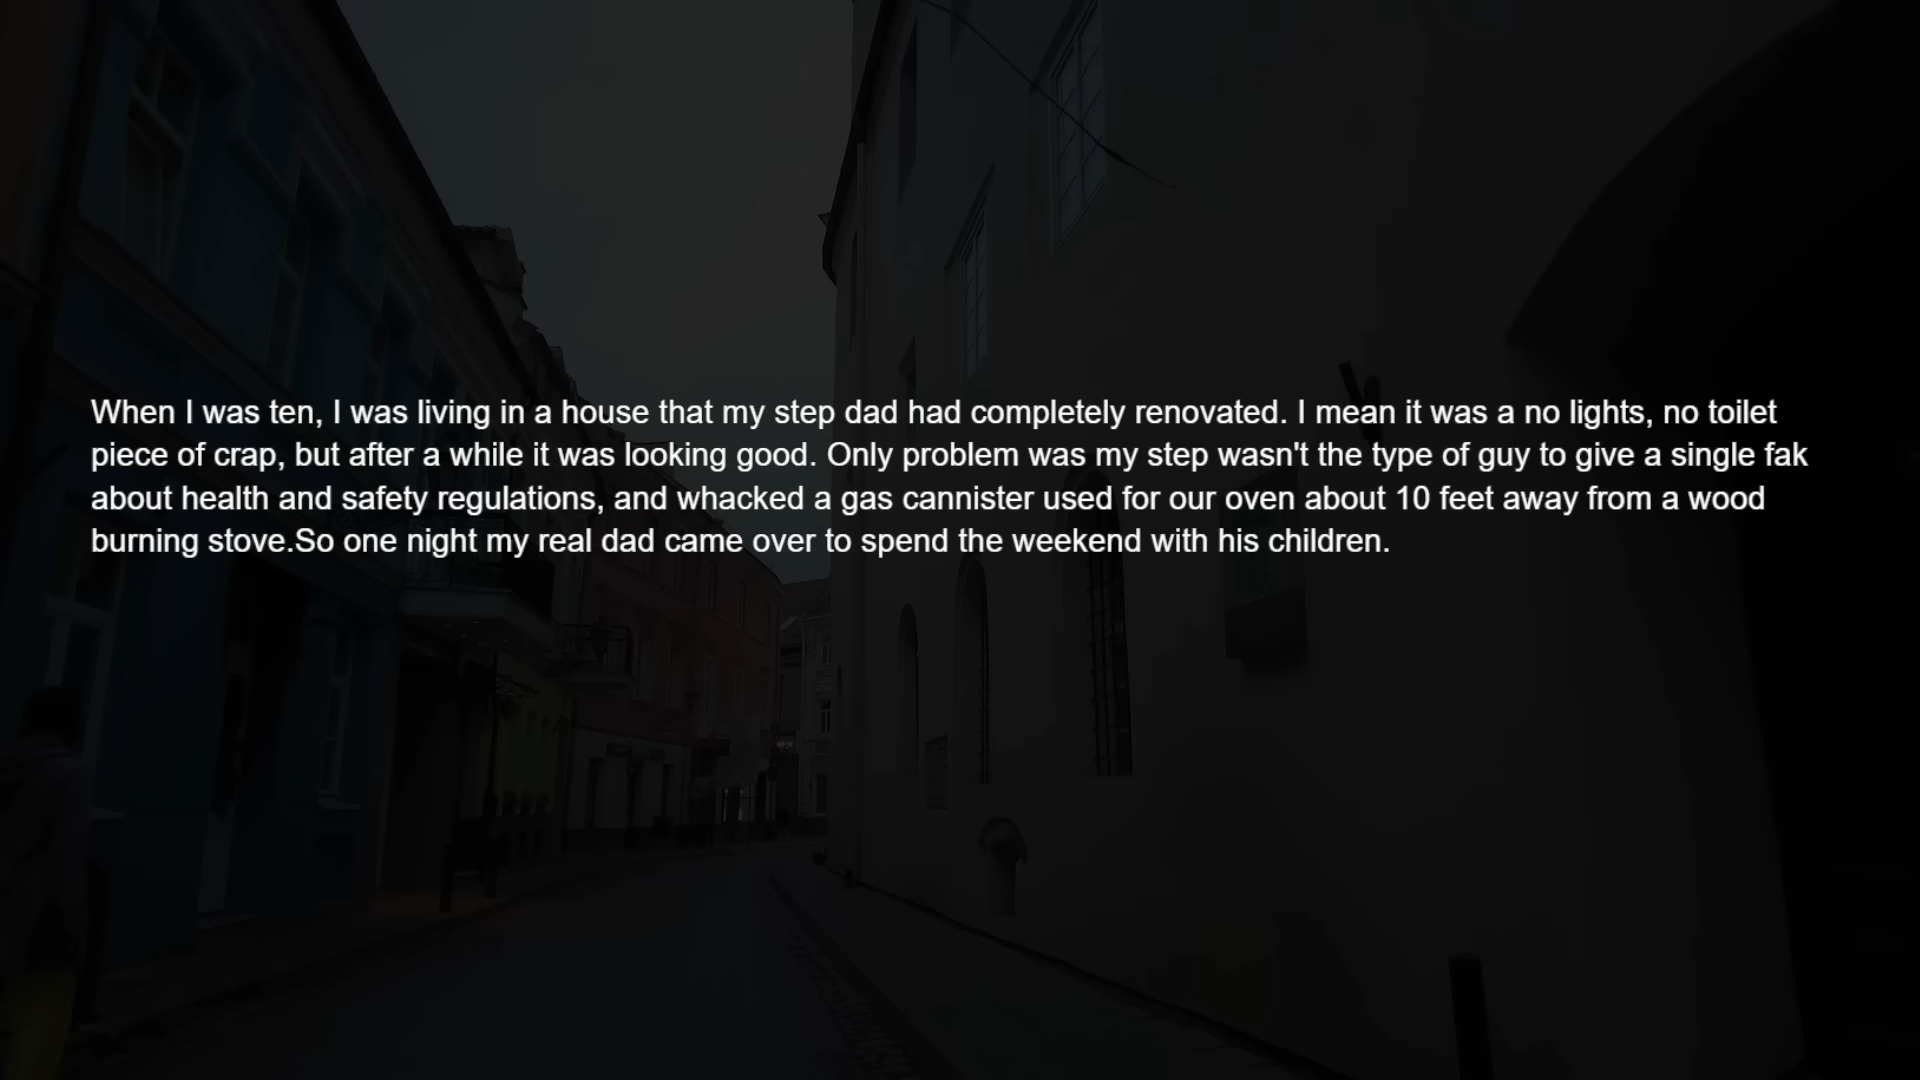 When I was ten, I was living in a house that my step dad had completely renovated. I mean it was a no lights, no toilet
piece of crap, but after a while it was looking good. Only problem was my step wasn't the type of guy to give a single fak
about health and safety regulations, and whacked a gas cannister used for our oven about 10 feet away from a wood
burning stove.So one night my real dad came over to spend the weekend with his children.